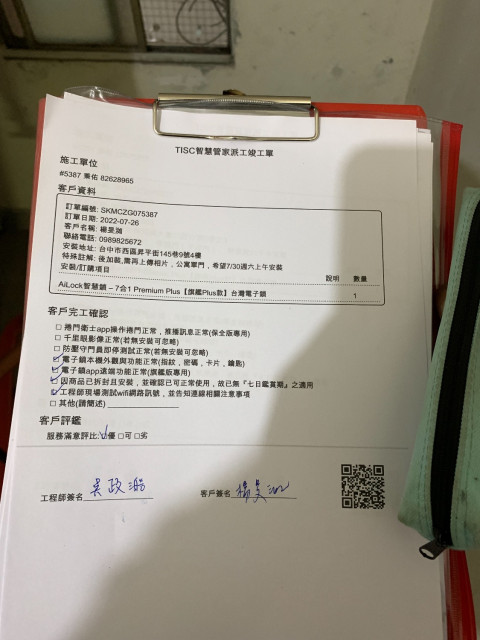 TISC智慧管家派工竣工單
施工單位
#5387 秉佑 82628965
客戶資料
訂單編號: SKMCZG075387
訂單日期: 2022-07-26
客戶名稱: 楊昊泇
聯絡電話: 0989825672
安裝地址: 台中市西區昇平街145巷9號4樓
特殊註解: 後加裝,需再上傳相片，公寓單門，希望7/30週六上午安裝
安裝/訂購項目 說明 數量
AiLock智慧鎖 – 7合1 Premium Plus【旗艦Plus款】台灣電子鎖 1
客戶完工確認
□ 捲門衛士app操作捲門正常，推播訊息正常(保全版專用)
□ 千里眼影像正常(若無安裝可忽略)
□ 防壓守門員即停測試正常(若無安裝可忽略)
□ 電子鎖本機外觀與功能正常(指紋，密碼，卡片，鑰匙)
□ 電子鎖app遠端功能正常(旗艦版專用)
□ 因商品已拆封且安裝，並確認已可正常使用，故已無『七日鑑賞期』之適用
□ 工程師現場測試wifi網路訊號，並告知連線相關注意事項
□ 其他(請簡述)
客戶評鑑
服務滿意評比:□優 □可 □劣
工程師簽名 吳政 客戶簽名 楊昊